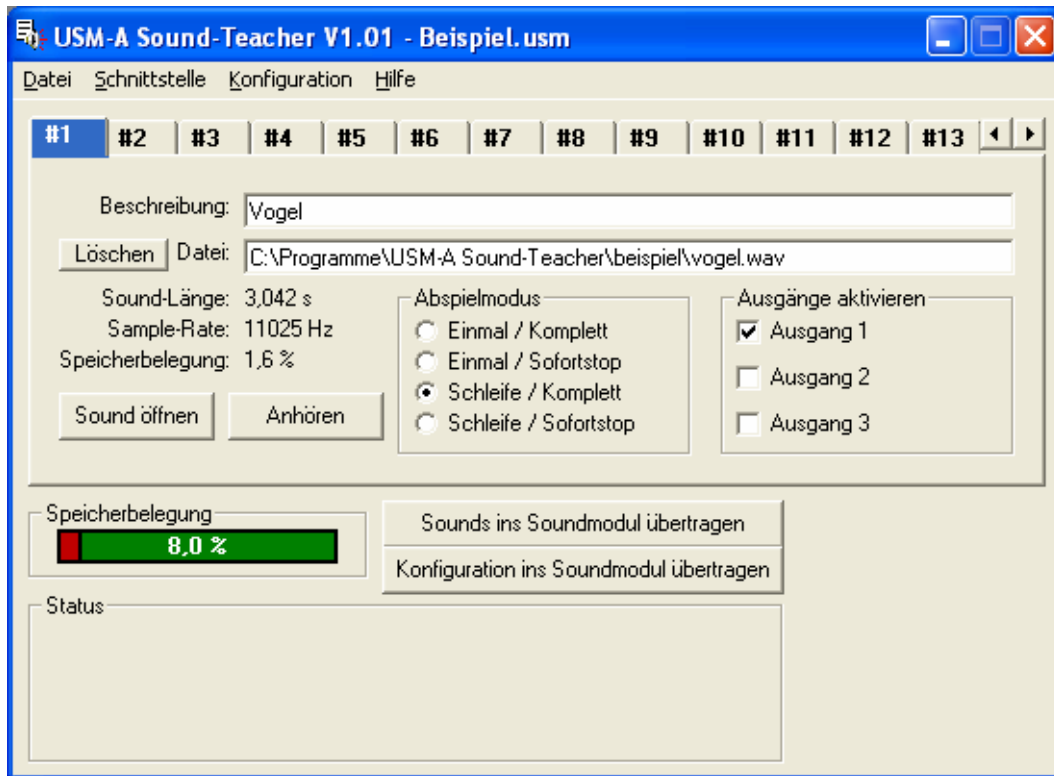 USM-A Sound-Teacher V1.01 - Beispiel.usm
Datei Schnittstelle Konfiguration Hilfe
#1 #2 #3 #4 #5 #6 #7 #8 #9 #10 #11 #12 #13
Beschreibung: Vogel
Löschen Datei: C:\Programme\USM-A Sound-Teacher\beispiel\vogel.wav
Sound-Länge: 3,042 s
Sample-Rate: 11025 Hz
Speicherbelegung: 1,6 %
Sound öffnen Anhören
Abspielmodus
Einmal / Komplett
Einmal / Sofortstop
Schleife / Komplett
Schleife / Sofortstop
Ausgänge aktivieren
Ausgang 1
Ausgang 2
Ausgang 3
Speicherbelegung
8,0 %
Sounds ins Soundmodul übertragen
Konfiguration ins Soundmodul übertragen
Status